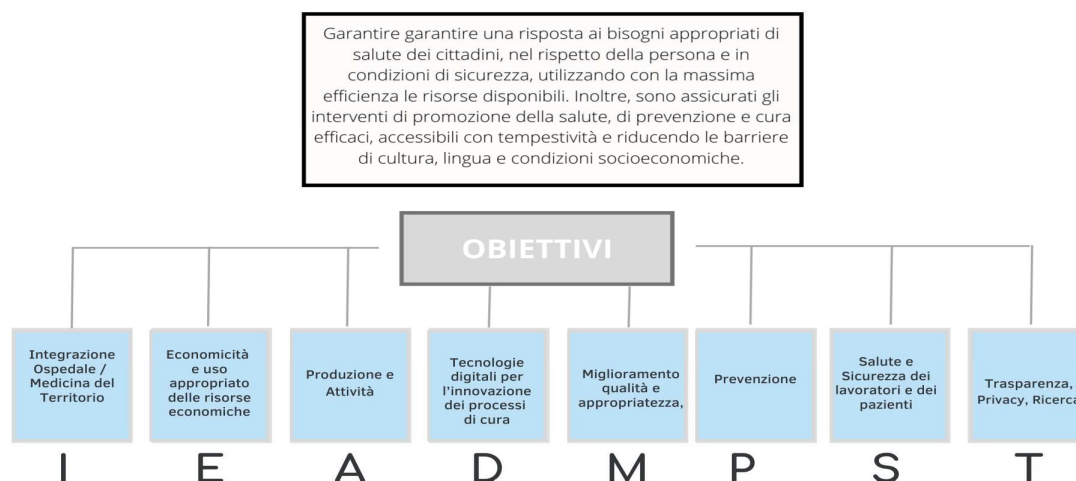 Garantire garantire una risposta ai bisogni appropriati di
salute dei cittadini, nel rispetto della persona e in
condizioni di sicurezza, utilizzando con la massima
efficienza le risorse disponibili. Inoltre, sono assicurati gli
interventi di promozione della salute, di prevenzione e cura
efficaci, accessibili con tempestività e riducendo le barriere
di cultura, lingua e condizioni socioeconomiche.
OBIETTIVI
Integrazione
Ospedale /
Medicina del
Territorio
Economicità
e uso
appropriato
delle risorse
economiche
Produzione e
Attività
Tecnologie
digitali per
l'innovazione
dei processi
di cura
Miglioramento
qualità e
appropriatezza,
Prevenzione
Salute e
Sicurezza dei
lavoratori e dei
pazienti
Trasparenza,
Privacy, Ricerca
I E A D M P S T